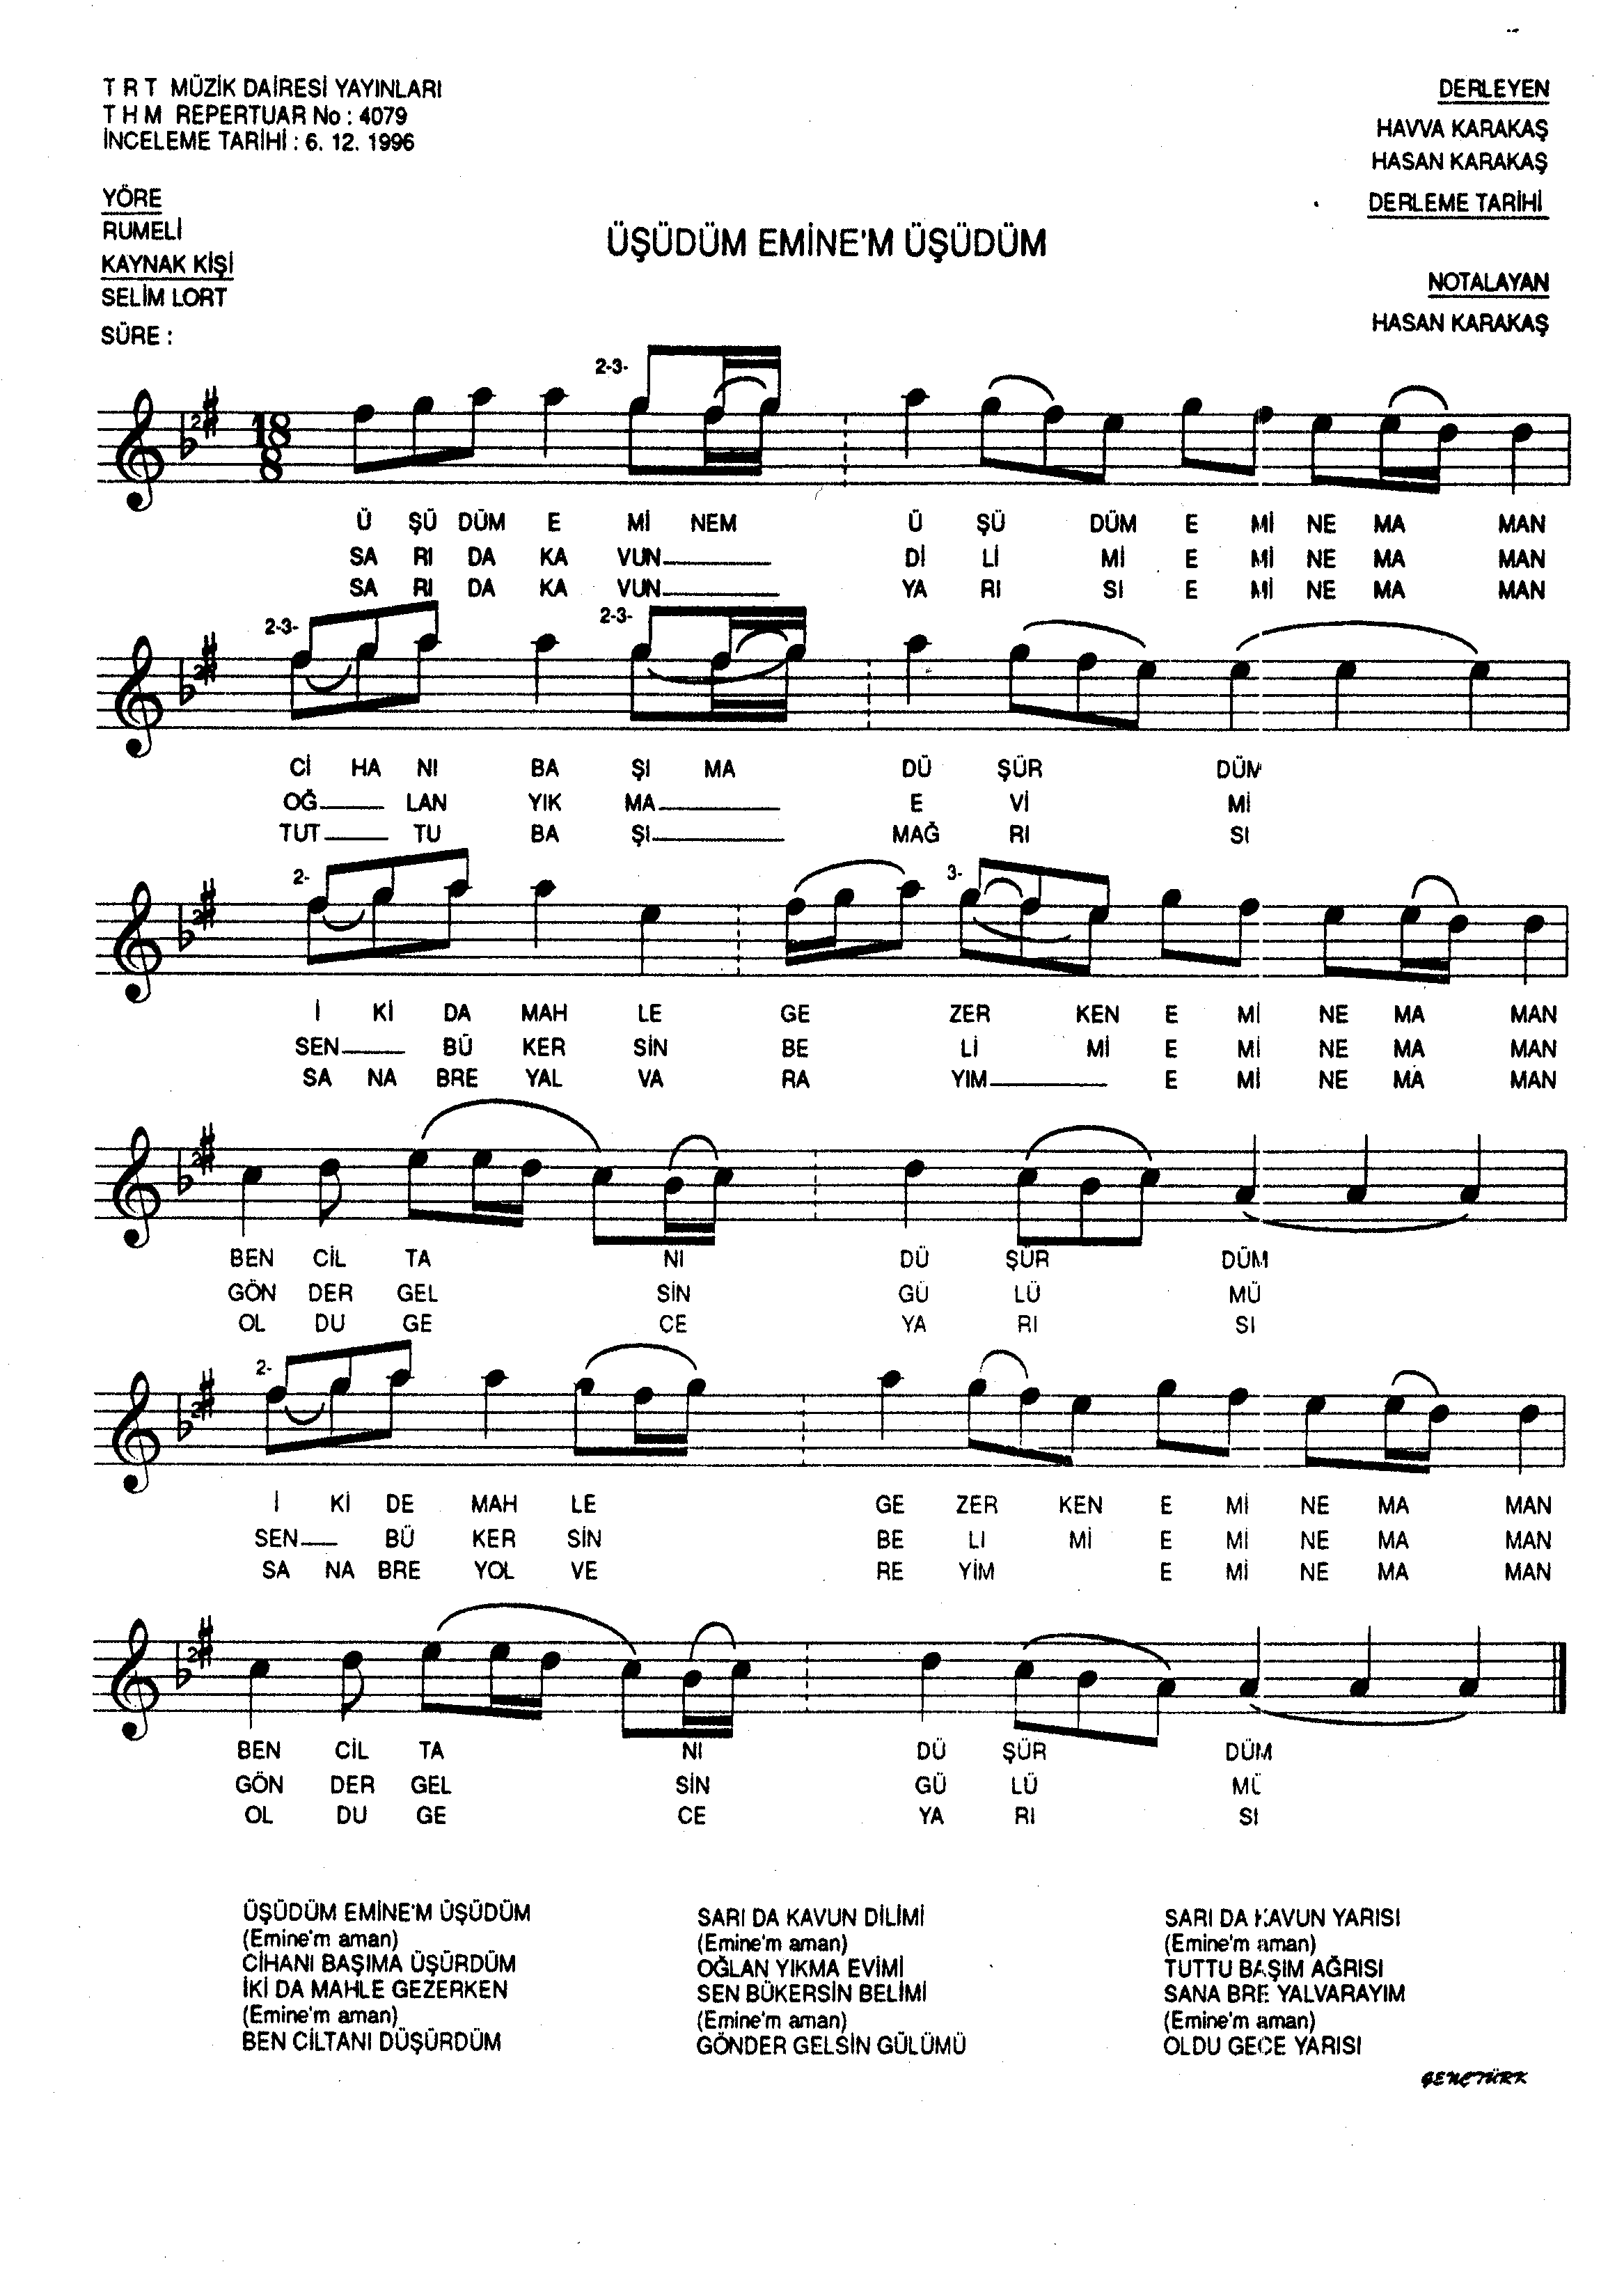 T R T MÜZİK DAİRESİ YAYINLARI
T H M REPERTUAR No : 4079
İNCELEME TARİHİ : 6. 12. 1996
DERLEYEN
HAVVA KARAKAŞ
HASAN KARAKAŞ
DERLEME TARİHİ
YÖRE
RUMELİ
KAYNAK KİŞİ
SELİM LORT
SÜRE :
ÜŞÜDÜM EMİNE'M ÜŞÜDÜM
NOTALAYAN
HASAN KARAKAŞ
2-3-
2 18
8
Ü ŞÜ DÜM E Mİ NEM Ü ŞÜ DÜM E Mİ NE MA MAN
SA RI DA KA VUN DİLİ Mİ E Mİ NE MA MAN
SA RI DA KA VUN YA RI SI E Mİ NE MA MAN
2-3- 2-3-
2
Cİ HA NI BA ŞI MA DÜ ŞÜR DÜM
OĞ LAN YIK MA E Vİ Mİ
TUT TU BA ŞI MAĞ RI SI
2- 3-
2
İ Kİ DA MAH LE GE ZER KEN E Mİ NE MA MAN
SEN BÜ KER SİN BE Lİ Mİ E Mİ NE MA MAN
SA NA BRE YAL VA RA YIM E Mİ NE MA MAN
2
BEN CİL TA NI DÜ ŞÜR DÜM
GÖN DER GEL SİN GÜ LÜ MÜ
OL DU GE CE YA RI SI
2-
2
İ Kİ DE MAH LE GE ZER KEN E Mİ NE MA MAN
SEN BÜ KER SİN BE LI Mİ E Mİ NE MA MAN
SA NA BRE YOL VE RE YİM E Mİ NE MA MAN
2
BEN CİL TA NI DÜ ŞÜR DÜM
GÖN DER GEL SİN GÜ LÜ MÜ
OL DU GE CE YA RI SI
ÜŞÜDÜM EMİNE'M ÜŞÜDÜM
(Emine'm aman)
CİHANI BAŞIMA ÜŞÜRDÜM
İKİ DA MAHLE GEZERKEN
(Emine'm aman)
BEN CİLTANI DÜŞÜRDÜM
SARI DA KAVUN DİLİMİ
(Emine'm aman)
OĞLAN YIKMA EVİMİ
SEN BÜKERSİN BELİMİ
(Emine'm aman)
GÖNDER GELSİN GÜLÜMÜ
SARI DA KAVUN YARISI
(Emine'm aman)
TUTTU BAŞIM AĞRISI
SANA BRE YALVARAYIM
(Emine'm aman)
OLDU GECE YARISI
GENÇTÜRK